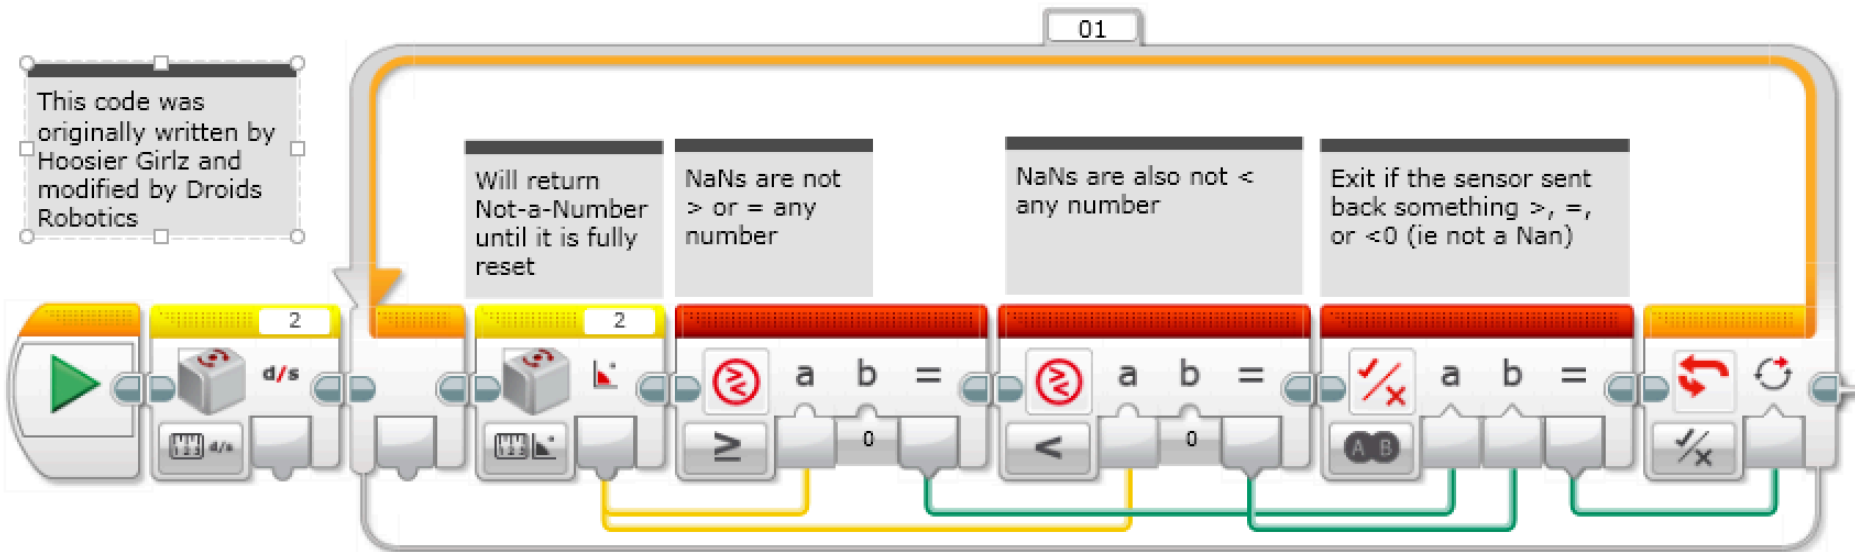 01
This code was
originally written by
Hoosier Girlz and
modified by Droids
Robotics
Will return
Not-a-Number
until it is fully
reset
NaNs are not
> or = any
number
NaNs are also not <
any number
Exit if the sensor sent
back something >, =,
or <0 (ie not a Nan)
2
d/s
2
a b =
a b =
a b =
123 d/s
123
≥
0
<
0
A B